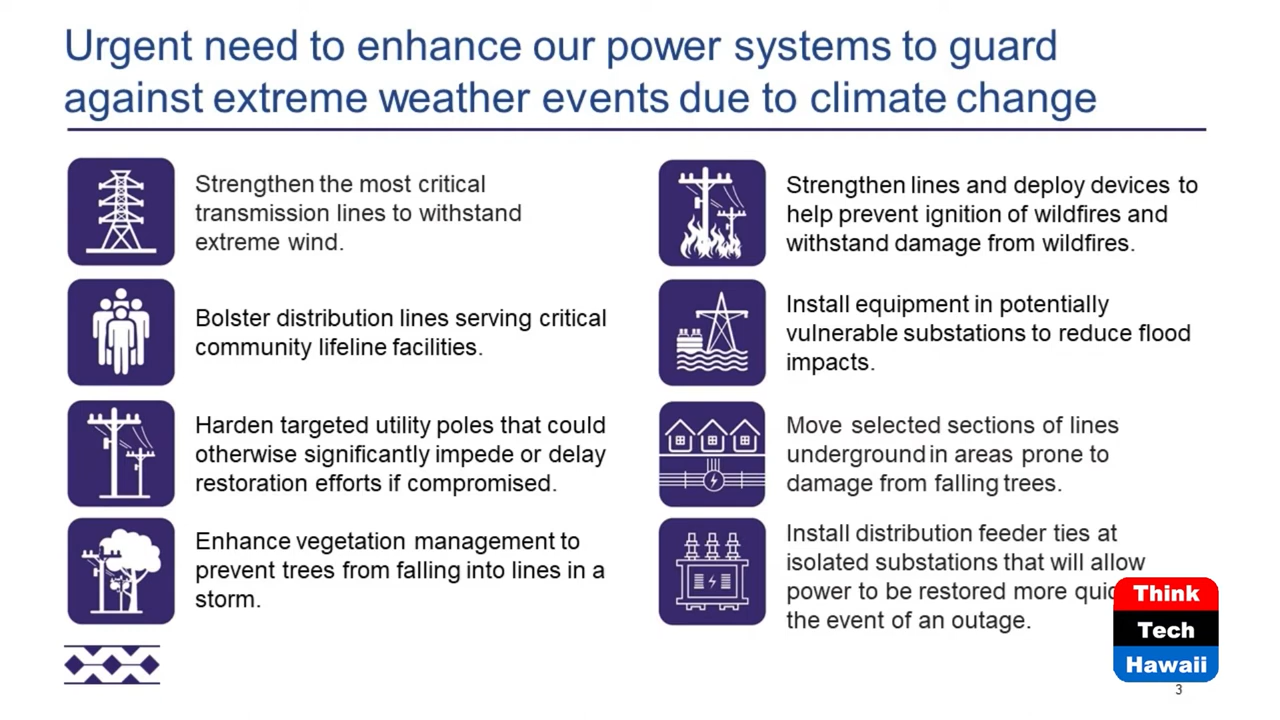 Urgent need to enhance our power systems to guard
against extreme weather events due to climate change
Strengthen the most critical
transmission lines to withstand
extreme wind.
Bolster distribution lines serving critical
community lifeline facilities.
Harden targeted utility poles that could
otherwise significantly impede or delay
restoration efforts if compromised.
Enhance vegetation management to
prevent trees from falling into lines in a
storm.
Strengthen lines and deploy devices to
help prevent ignition of wildfires and
withstand damage from wildfires.
Install equipment in potentially
vulnerable substations to reduce flood
impacts.
Move selected sections of lines
underground in areas prone to
damage from falling trees.
Install distribution feeder ties at
isolated substations that will allow
power to be restored more
the event of an outage.
Think
Tech
Hawaii
3